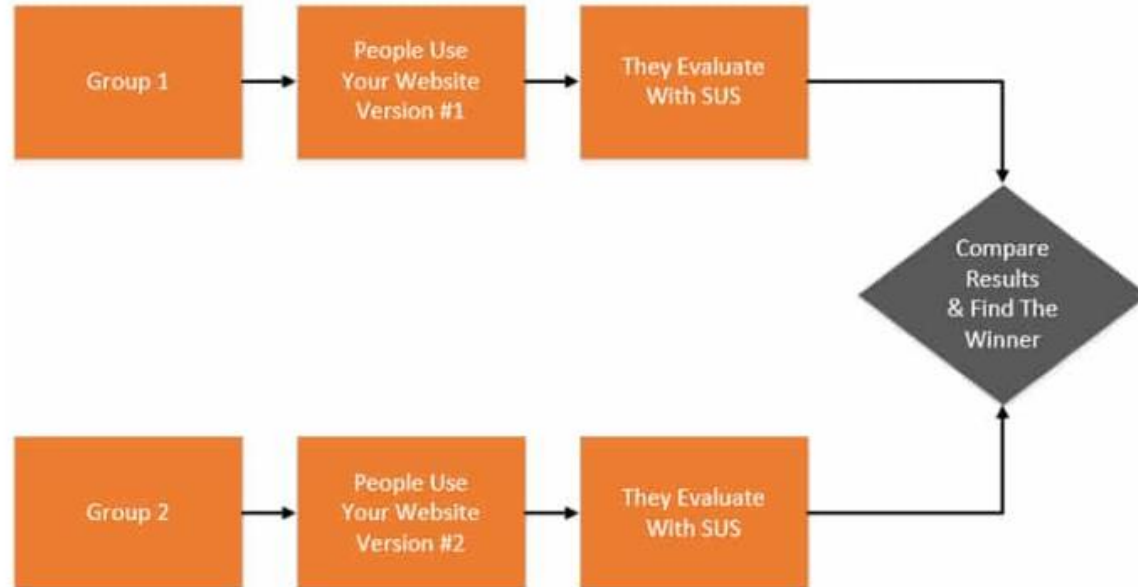 Group 1
People Use
Your Website
Version #1
They Evaluate
With SUS
Compare
Results
& Find The
Winner
Group 2
People Use
Your Website
Version #2
They Evaluate
With SUS